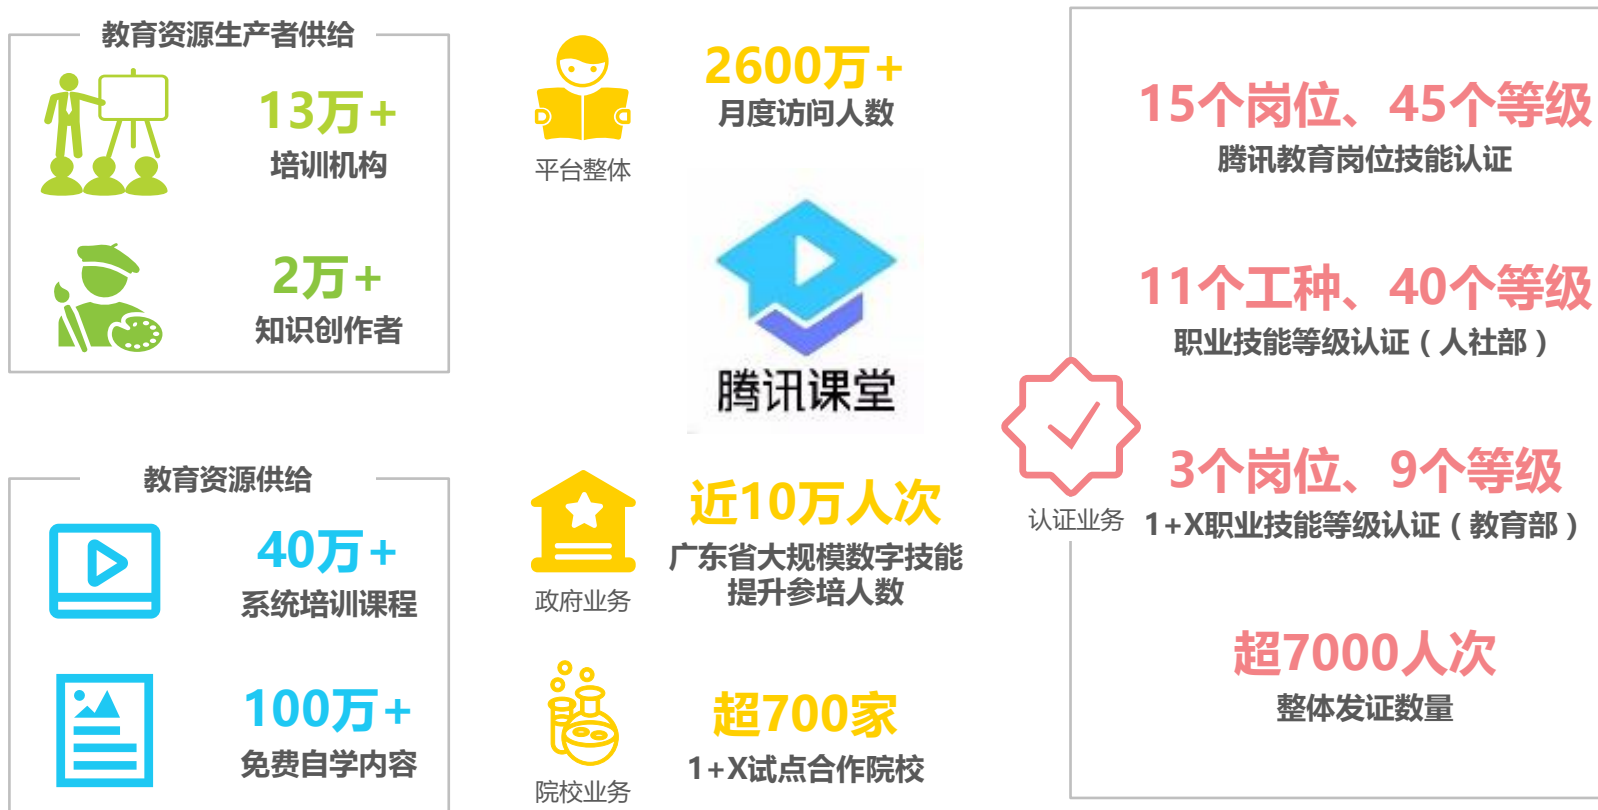 教育资源生产者供给
13万+
培训机构
2万+
知识创作者
教育资源供给
40万+
系统培训课程
100万+
免费自学内容
平台整体
2600万+
月度访问人数
腾讯课堂
政府业务
近10万人次
广东省大规模数字技能
提升参培人数
院校业务
超700家
1+X试点合作院校
认证业务
15个岗位、45个等级
腾讯教育岗位技能认证
11个工种、40个等级
职业技能等级认证（人社部）
3个岗位、9个等级
1+X职业技能等级认证（教育部）
超7000人次
整体发证数量